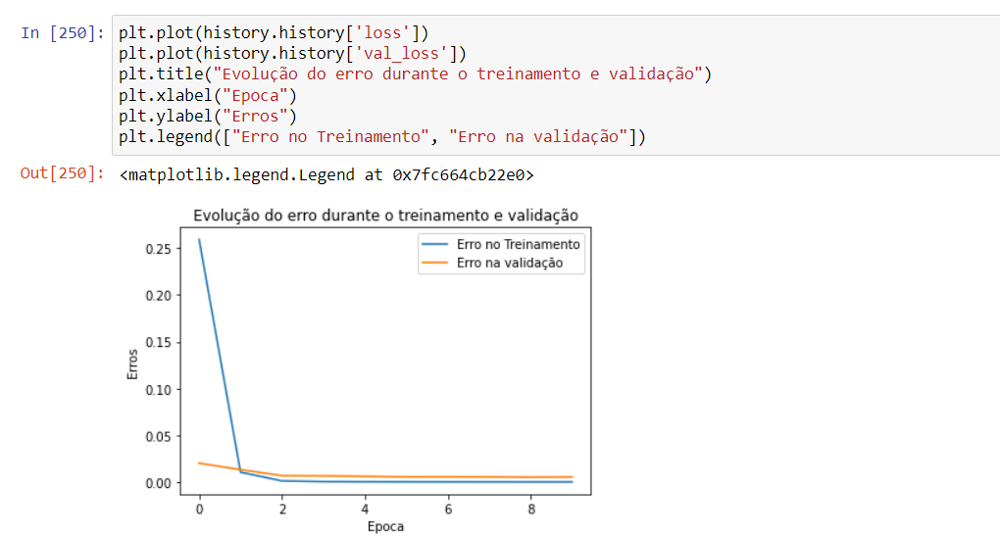 In [250]: plt.plot(history.history['loss'])
plt.plot(history.history['val_loss'])
plt.title("Evolução do erro durante o treinamento e validação")
plt.xlabel("Epoca")
plt.ylabel("Erros")
plt.legend(["Erro no Treinamento", "Erro na validação"])
Out[250]: <matplotlib.legend.Legend at 0x7fc664cb22e0>
Evolução do erro durante o treinamento e validação
Erro no Treinamento
Erro na validação
0.25
0.20
0.15
0.10
0.05
0.00
Erros
0 2 4 6 8
Epoca